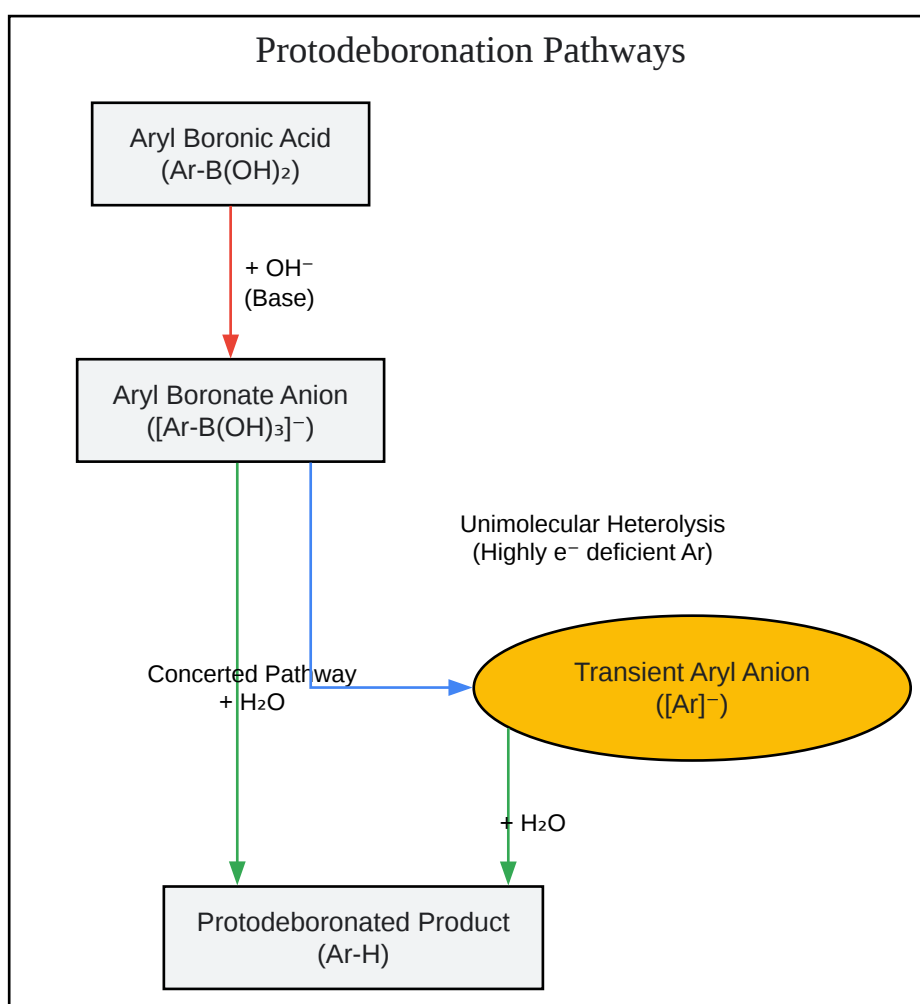 Protodeboronation Pathways
Aryl Boronic Acid
(Ar-B(OH)₂)
+ OH⁻
(Base)
Aryl Boronate Anion
([Ar-B(OH)₃]⁻)
Unimolecular Heterolysis
(Highly e⁻ deficient Ar)
Concerted Pathway
+ H₂O
Transient Aryl Anion
([Ar]⁻)
+ H₂O
Protodeboronated Product
(Ar-H)